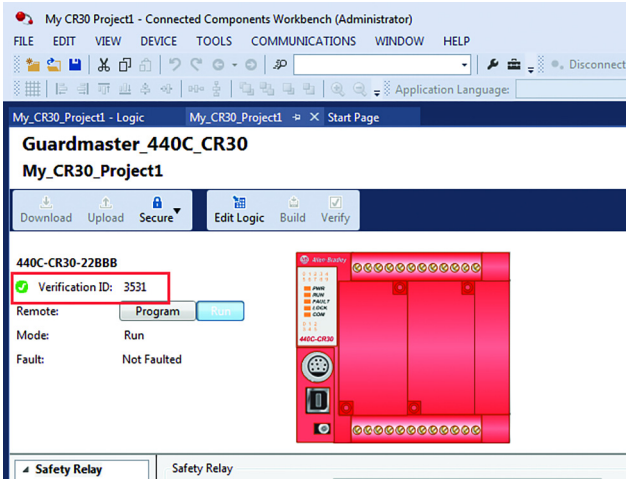 My CR30 Project1 - Connected Components Workbench (Administrator)
FILE EDIT VIEW DEVICE TOOLS COMMUNICATIONS WINDOW HELP
Disconnect
Application Language:
My_CR30_Project1 - Logic My_CR30_Project1 Start Page
Guardmaster_440C_CR30
My_CR30_Project1
Download Upload Secure Edit Logic Build Verify
440C-CR30-22BBB
Verification ID: 3531
Remote: Program Run
Mode: Run
Fault: Not Faulted
Allen-Bradley
PWR
RUN
FAULT
LOCK
COM
440C-CR30
Safety Relay Safety Relay